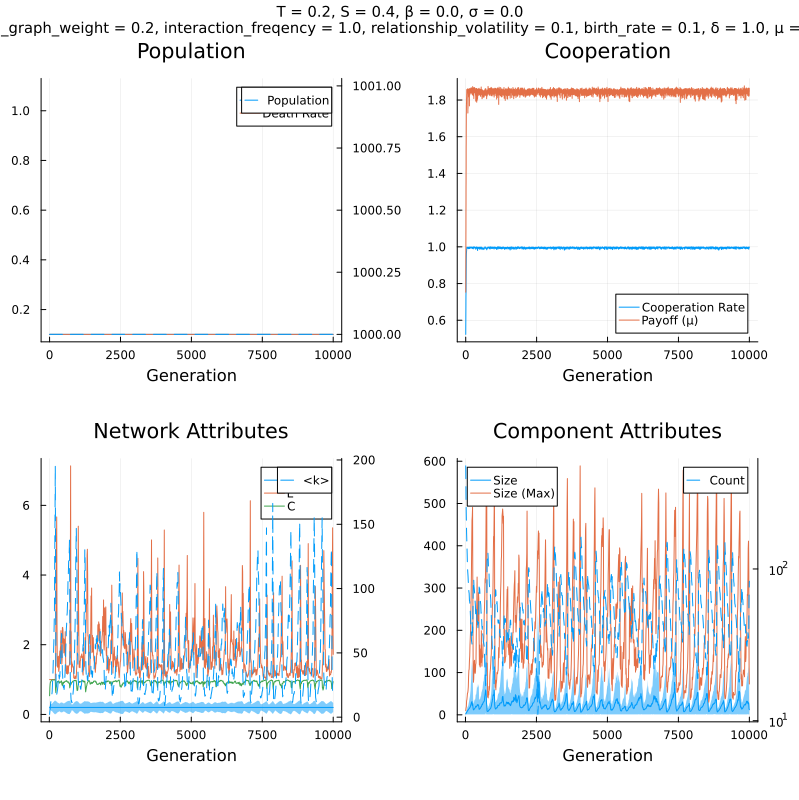 T = 0.2, S = 0.4, β = 0.0, σ = 0.0
_graph_weight = 0.2, interaction_freqency = 1.0, relationship_volatility = 0.1, birth_rate = 0.1, δ = 1.0, μ =
Population
Cooperation
Population
Death Rate
1.0
0.8
0.6
0.4
0.2
1001.00
1000.75
1000.50
1000.25
1000.00
0 2500 5000 7500 10000
Generation
1.8
1.6
1.4
1.2
1.0
0.8
0.6
Cooperation Rate
Payoff (μ)
0 2500 5000 7500 10000
Generation
Network Attributes
Component Attributes
<k>
L
C
6
4
2
0
200
150
100
50
0
0 2500 5000 7500 10000
Generation
Size
Size (Max)
Count
600
500
400
300
200
100
0
10²
10¹
0 2500 5000 7500 10000
Generation